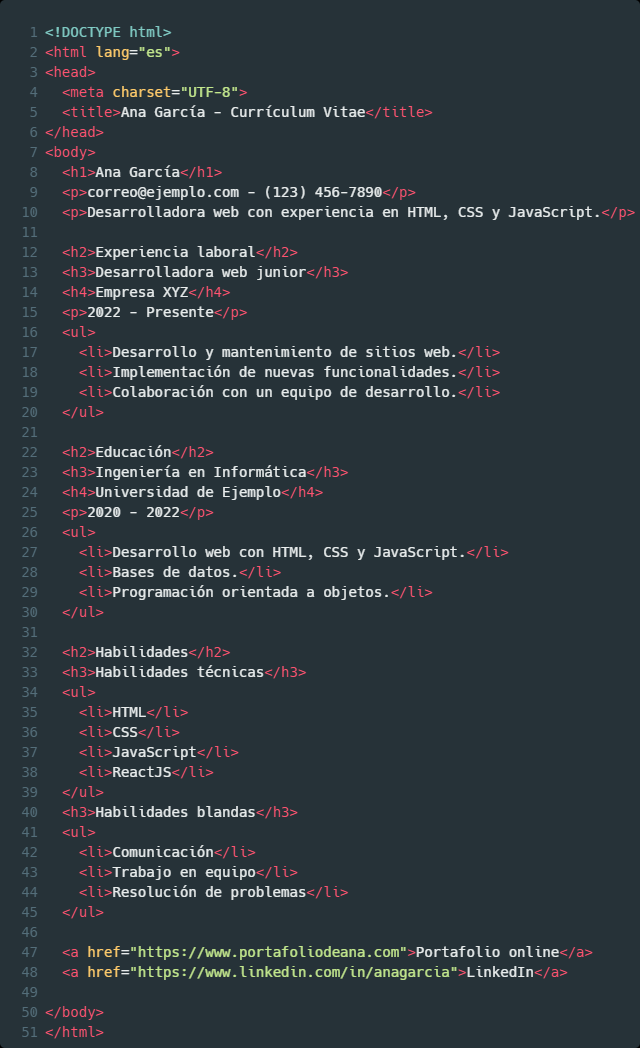 1 <!DOCTYPE html>
2 <html lang="es">
3 <head>
4   <meta charset="UTF-8">
5   <title>Ana García - Currículum Vitae</title>
6 </head>
7 <body>
8   <h1>Ana García</h1>
9   <p>correo@ejemplo.com - (123) 456-7890</p>
10   <p>Desarrolladora web con experiencia en HTML, CSS y JavaScript.</p>
11
12   <h2>Experiencia laboral</h2>
13   <h3>Desarrolladora web junior</h3>
14   <h4>Empresa XYZ</h4>
15   <p>2022 - Presente</p>
16   <ul>
17     <li>Desarrollo y mantenimiento de sitios web.</li>
18     <li>Implementación de nuevas funcionalidades.</li>
19     <li>Colaboración con un equipo de desarrollo.</li>
20   </ul>
21
22   <h2>Educación</h2>
23   <h3>Ingeniería en Informática</h3>
24   <h4>Universidad de Ejemplo</h4>
25   <p>2020 - 2022</p>
26   <ul>
27     <li>Desarrollo web con HTML, CSS y JavaScript.</li>
28     <li>Bases de datos.</li>
29     <li>Programación orientada a objetos.</li>
30   </ul>
31
32   <h2>Habilidades</h2>
33   <h3>Habilidades técnicas</h3>
34   <ul>
35     <li>HTML</li>
36     <li>CSS</li>
37     <li>JavaScript</li>
38     <li>ReactJS</li>
39   </ul>
40   <h3>Habilidades blandas</h3>
41   <ul>
42     <li>Comunicación</li>
43     <li>Trabajo en equipo</li>
44     <li>Resolución de problemas</li>
45   </ul>
46
47   <a href="https://www.portafoliodeana.com">Portafolio online</a>
48   <a href="https://www.linkedin.com/in/anagarcia">LinkedIn</a>
49
50 </body>
51 </html>